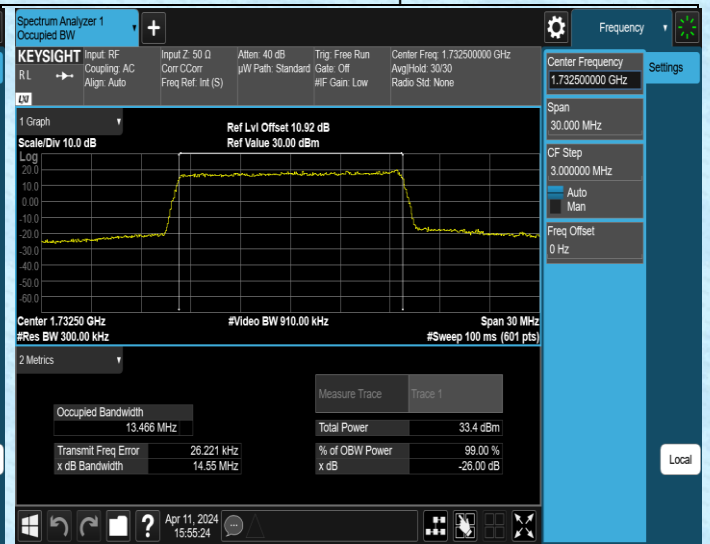 Spectrum Analyzer 1
Occupied BW
+
Frequency
KEYSIGHT
RL
LXI
Input: RF
Coupling: AC
Align: Auto
Input Z: 50 Ω
Corr CCorr
Freq Ref: Int (S)
Atten: 40 dB
µW Path: Standard
Trig: Free Run
Gate: Off
#IF Gain: Low
Center Freq: 1.732500000 GHz
Avg|Hold: 30/30
Radio Std: None
Center Frequency
1.732500000 GHz
Settings
Span
30.000 MHz
CF Step
3.000000 MHz
Auto
Man
Freq Offset
0 Hz
1 Graph
Scale/Div 10.0 dB
Ref Lvl Offset 10.92 dB
Ref Value 30.00 dBm
Log
20.0
10.0
0.00
-10.0
-20.0
-30.0
-40.0
-50.0
-60.0
Center 1.73250 GHz
#Video BW 910.00 kHz
Span 30 MHz
#Res BW 300.00 kHz
#Sweep 100 ms (601 pts)
2 Metrics
Measure Trace
Trace 1
Occupied Bandwidth
13.466 MHz
Total Power
33.4 dBm
Transmit Freq Error
26.221 kHz
% of OBW Power
99.00 %
x dB Bandwidth
14.55 MHz
x dB
-26.00 dB
Local
?
Apr 11, 2024
15:55:24